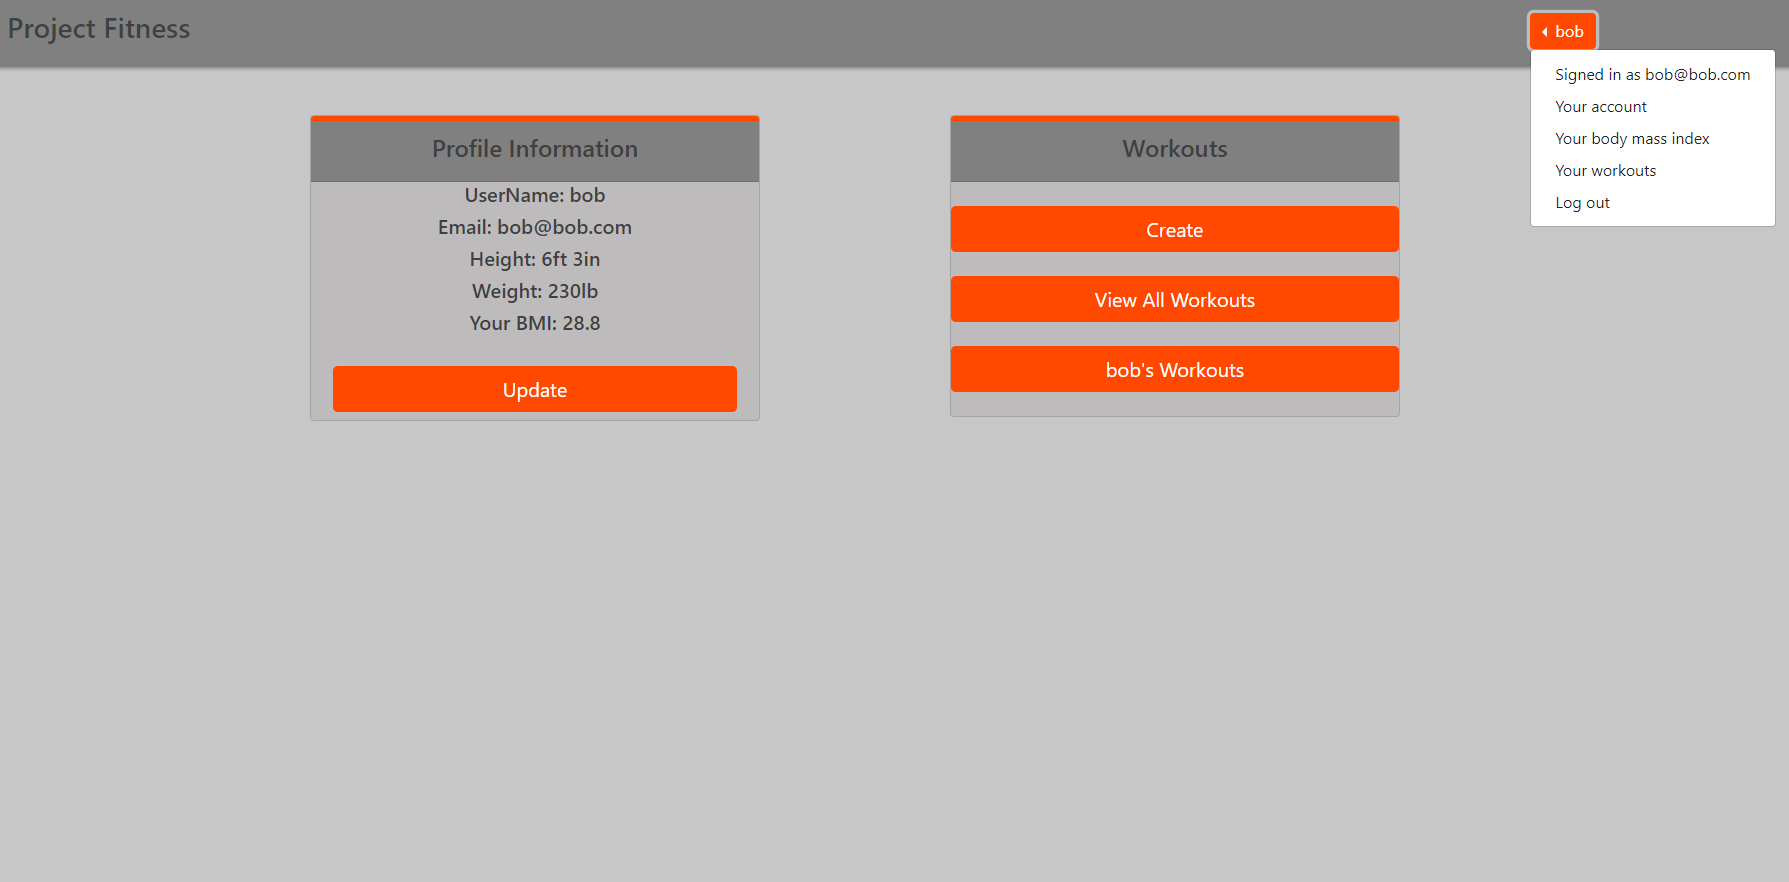 Project Fitness
bob
Signed in as bob@bob.com
Your account
Your body mass index
Your workouts
Log out
Profile Information
UserName: bob
Email: bob@bob.com
Height: 6ft 3in
Weight: 230lb
Your BMI: 28.8
Update
Workouts
Create
View All Workouts
bob's Workouts